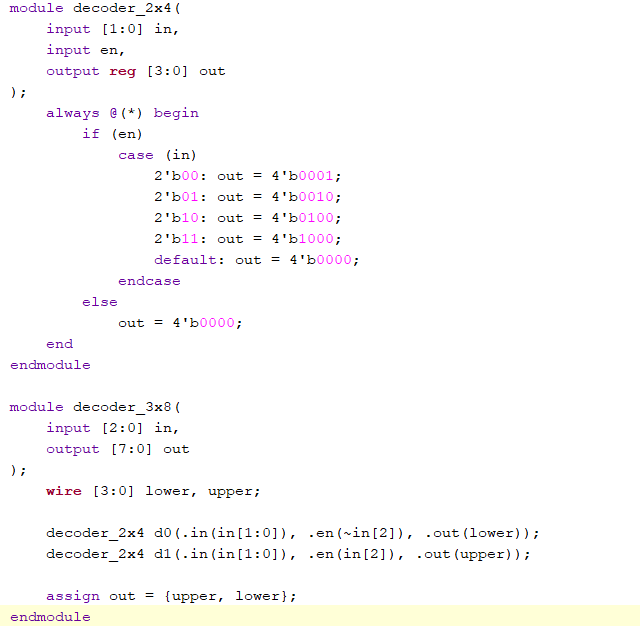 module decoder_2x4(
    input [1:0] in,
    input en,
    output reg [3:0] out
);
    always @(*) begin
        if (en)
            case (in)
                2'b00: out = 4'b0001;
                2'b01: out = 4'b0010;
                2'b10: out = 4'b0100;
                2'b11: out = 4'b1000;
                default: out = 4'b0000;
            endcase
        else
            out = 4'b0000;
    end
endmodule

module decoder_3x8(
    input [2:0] in,
    output [7:0] out
);
    wire [3:0] lower, upper;

    decoder_2x4 d0(.in(in[1:0]), .en(~in[2]), .out(lower));
    decoder_2x4 d1(.in(in[1:0]), .en(in[2]), .out(upper));

    assign out = {upper, lower};
endmodule